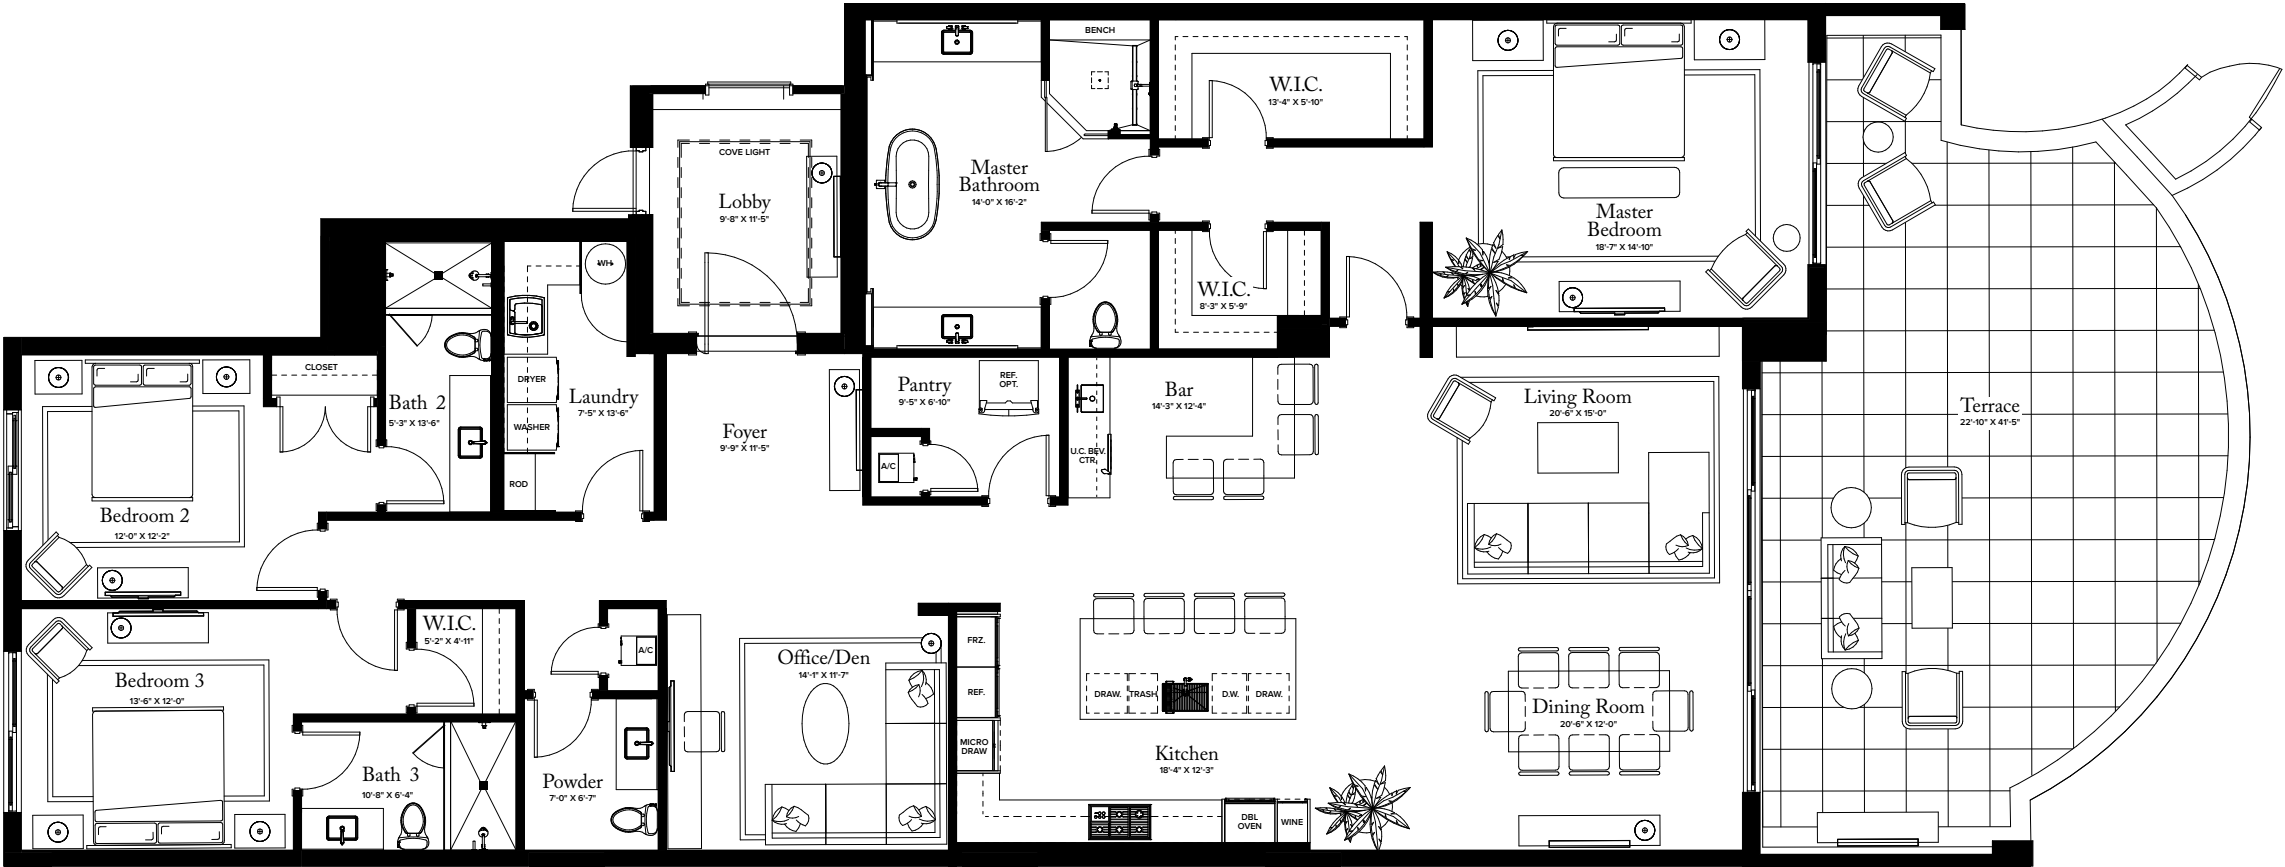 BENCH
W.I.C.
13'-4" X 5'-10"
COVE LIGHT
Lobby
9'-8" X 11'-5"
Master
Bathroom
14'-0" X 16'-2"
Master
Bedroom
18'-7" X 14'-10"
W.I.C.
8'-3" X 5'-9"
WH
CLOSET
DRYER
WASHER
ROD
Laundry
7'-5" X 13'-6"
Bath 2
5'-3" X 13'-6"
Foyer
9'-9" X 11'-5"
Pantry
9'-5" X 6'-10"
REF.
OPT.
A/C
Bar
14'-3" X 12'-4"
U.C. BEV.
CTR.
Living Room
20'-6" X 15'-0"
Terrace
22'-10" X 41'-5"
Bedroom 2
12'-0" X 12'-2"
W.I.C.
5'-2" X 4'-11"
A/C
Office/Den
14'-1" X 11'-7"
FRZ.
REF.
MICRO
DRAW
DRAW.
TRASH
D.W.
DRAW.
Bedroom 3
13'-6" X 12'-0"
Dining Room
20'-6" X 12'-0"
Kitchen
18'-4" X 12'-3"
Bath 3
10'-8" X 6'-4"
Powder
7'-0" X 6'-7"
DBL
OVEN
WINE